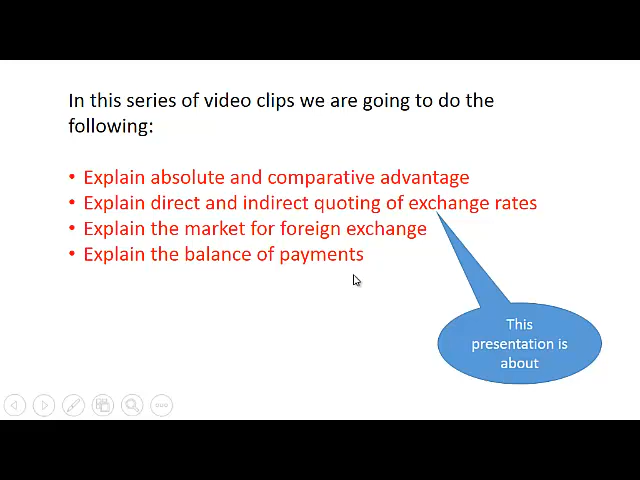 In this series of video clips we are going to do the
following:
• Explain absolute and comparative advantage
• Explain direct and indirect quoting of exchange rates
• Explain the market for foreign exchange
• Explain the balance of payments
This
presentation is
about